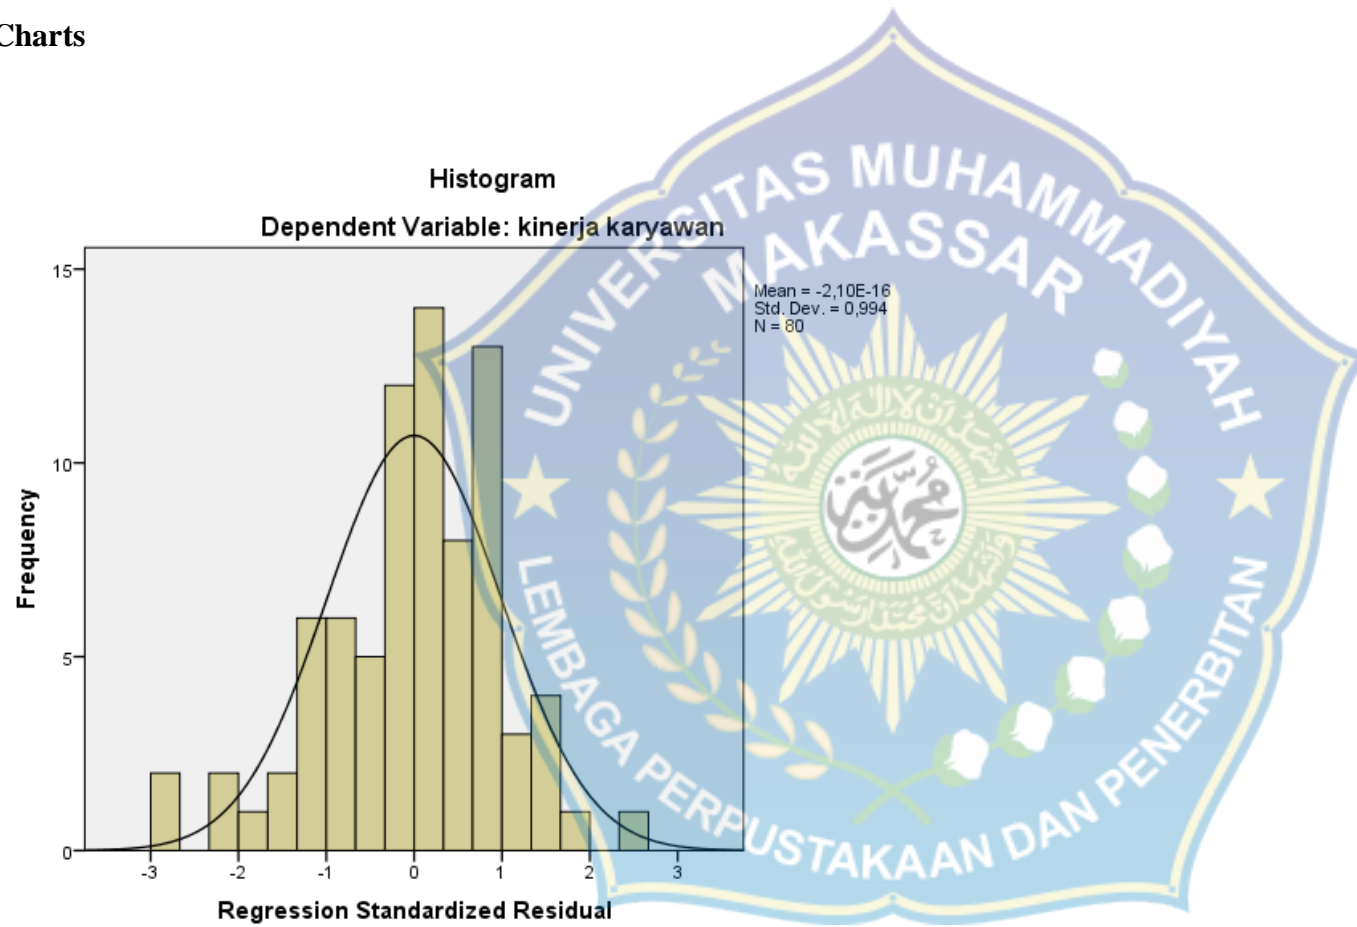 Charts
Histogram
Dependent Variable: kinerja karyawan
Mean = -2,10E-16
Std. Dev. = 0,994
N = 80
15
10
5
0
Frequency
-3 -2 -1 0 1 2 3
Regression Standardized Residual
UNIVERSITAS MUHAMMADIYAH
MAKASSAR
LEMBAGA PERPUSTAKAAN DAN PENERBITAN